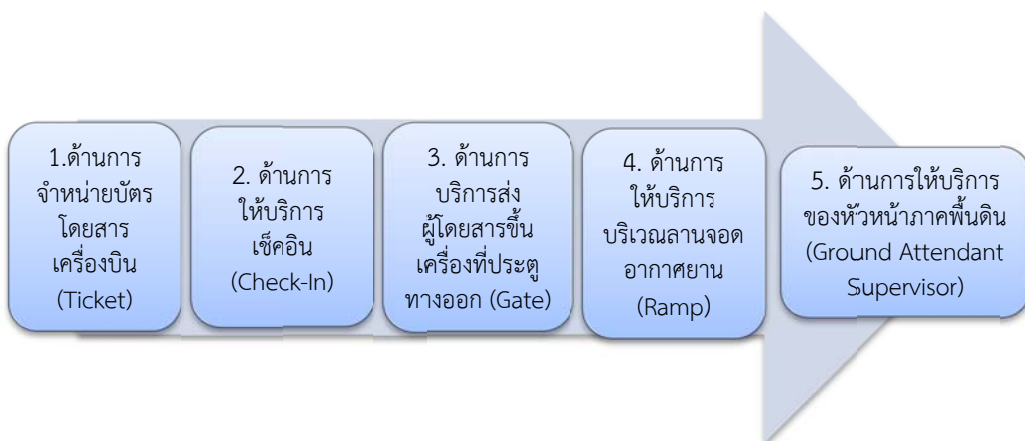 1.ด้านการ
จำหน่ายบัตร
โดยสาร
เครื่องบิน
(Ticket)
2. ด้านการ
ให้บริการ
เช็คอิน
(Check-In)
3. ด้านการ
บริการส่ง
ผู้โดยสารขึ้น
เครื่องที่ประตู
ทางออก (Gate)
4. ด้านการ
ให้บริการ
บริเวณลานจอด
อากาศยาน
(Ramp)
5. ด้านการให้บริการ
ของหัวหน้าภาคพื้นดิน
(Ground Attendant
Supervisor)